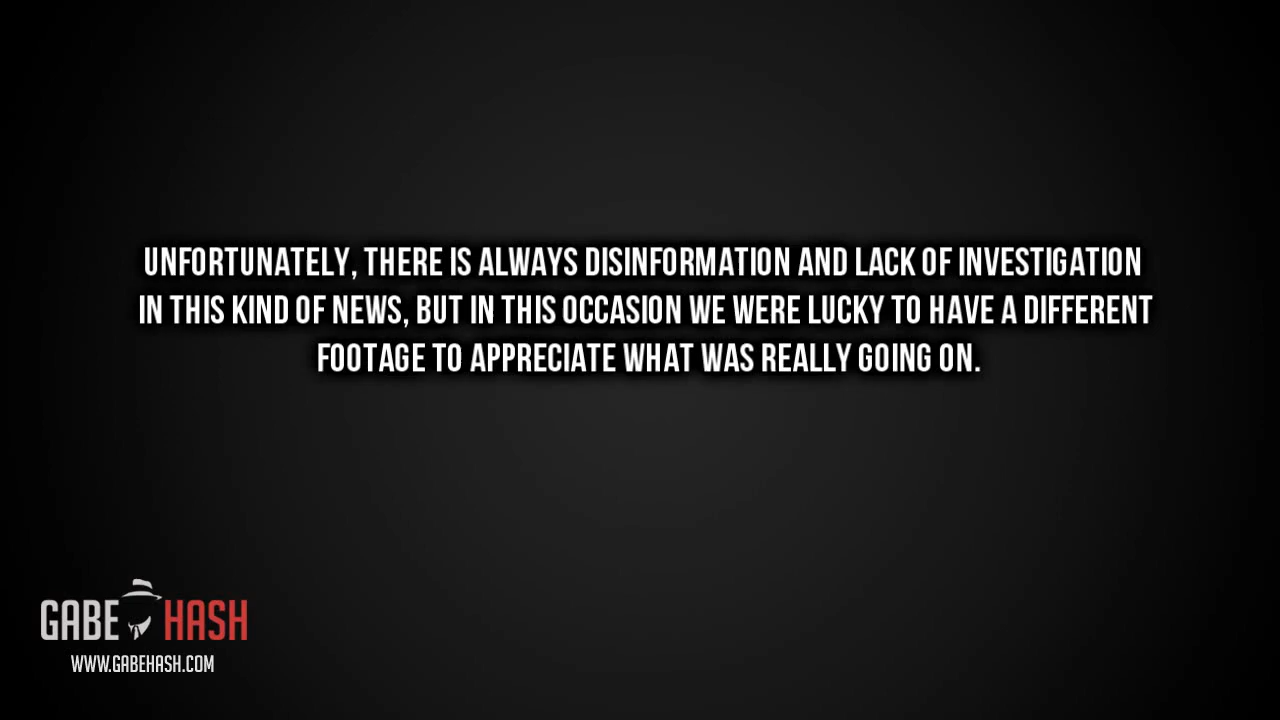 UNFORTUNATELY, THERE IS ALWAYS DISINFORMATION AND LACK OF INVESTIGATION
IN THIS KIND OF NEWS, BUT IN THIS OCCASION WE WERE LUCKY TO HAVE A DIFFERENT
FOOTAGE TO APPRECIATE WHAT WAS REALLY GOING ON.
GABE HASH
WWW.GABEHASH.COM